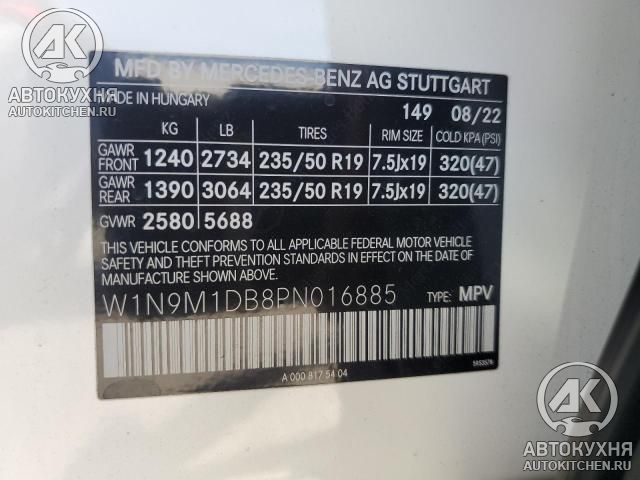 AK
АВТОКУХНЯ
AUTOKITCHEN.RU
MFD BY MERCEDES-BENZ AG STUTTGART
MADE IN HUNGARY
149 08/22
KG LB TIRES RIM SIZE COLD KPA (PSI)
GAWR FRONT 1240 2734 235/50 R19 7.5Jx19 320(47)
GAWR REAR 1390 3064 235/50 R19 7.5Jx19 320(47)
GVWR 2580 5688
THIS VEHICLE CONFORMS TO ALL APPLICABLE FEDERAL MOTOR VEHICLE
SAFETY AND THEFT PREVENTION STANDARDS IN EFFECT ON THE DATE OF
MANUFACTURE SHOWN ABOVE.
W1N9M1DB8PN016885 TYPE: MPV
A 000 817 54 04
AK
АВТОКУХНЯ
AUTOKITCHEN.RU